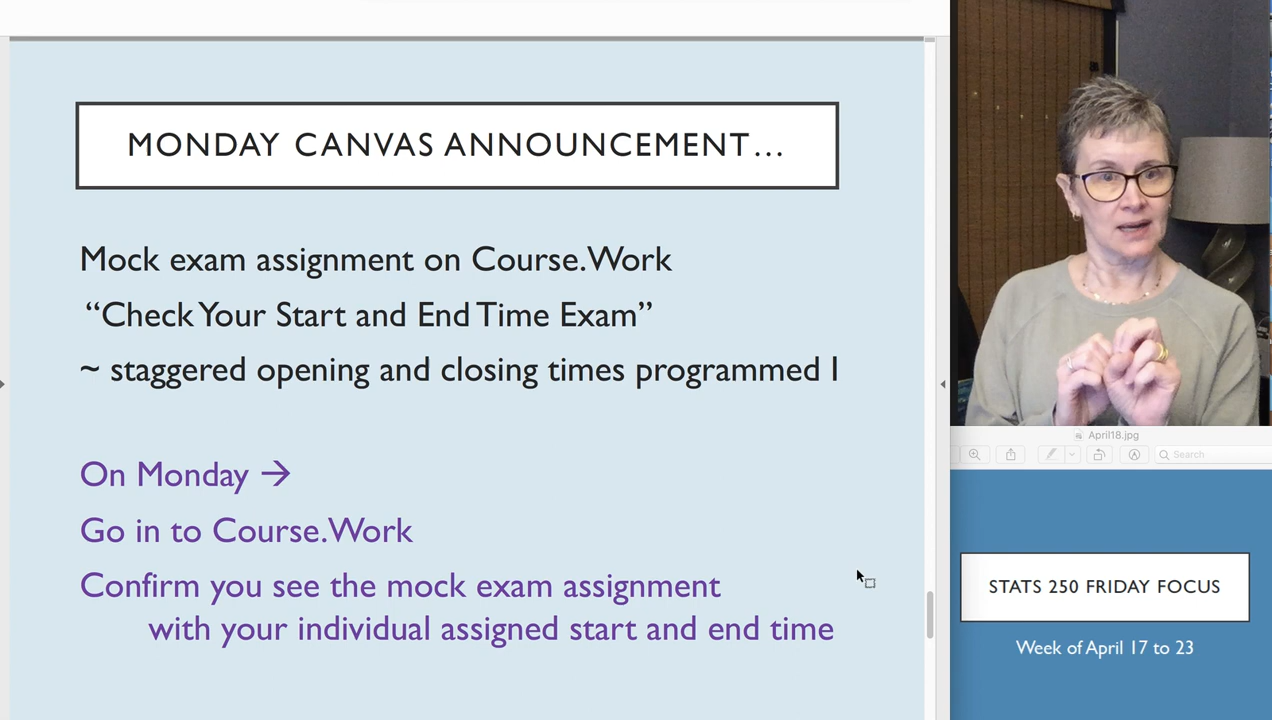 MONDAY CANVAS ANNOUNCEMENT...
Mock exam assignment on Course.Work
“Check Your Start and End Time Exam”
~ staggered opening and closing times programmed I
On Monday →
Go in to Course.Work
Confirm you see the mock exam assignment
with your individual assigned start and end time
April18.jpg
Search
STATS 250 FRIDAY FOCUS
Week of April 17 to 23